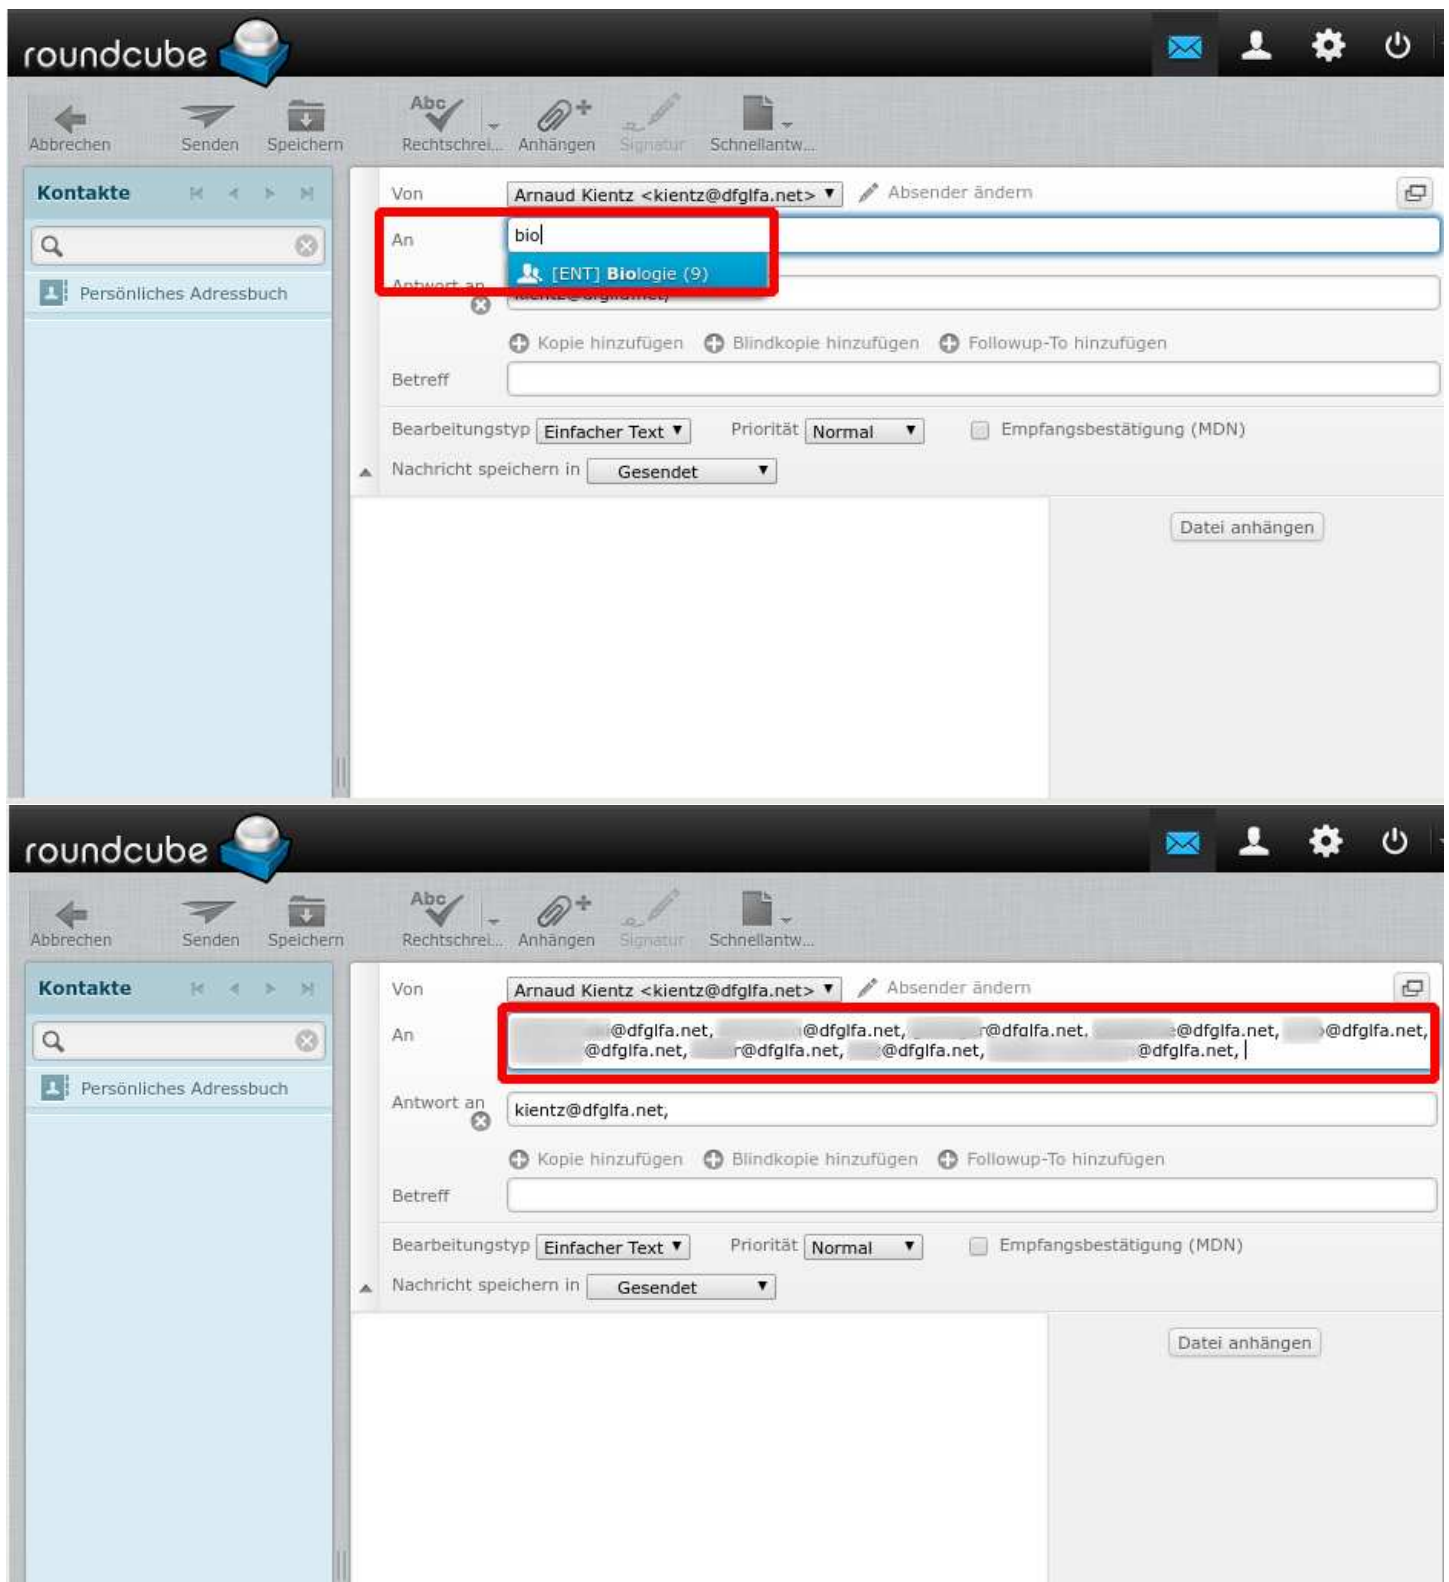 roundcube
Abbrechen Senden Speichern Rechtschrei... Anhängen Signatur Schnellantw...
Abc
Kontakte
Persönliches Adressbuch
Von Arnaud Kientz <kientz@dfglfa.net> Absender ändern
An bio
[ENT] Biologie (9)
Antwort an kientz@dfglfa.net,
Kopie hinzufügen Blindkopie hinzufügen Followup-To hinzufügen
Betreff
Bearbeitungstyp Einfacher Text Priorität Normal Empfangsbestätigung (MDN)
Nachricht speichern in Gesendet
Datei anhängen
roundcube
Abbrechen Senden Speichern Rechtschrei... Anhängen Signatur Schnellantw...
Abc
Kontakte
Persönliches Adressbuch
Von Arnaud Kientz <kientz@dfglfa.net> Absender ändern
An @dfglfa.net, @dfglfa.net, r@dfglfa.net, e@dfglfa.net, @dfglfa.net,
@dfglfa.net, r@dfglfa.net, @dfglfa.net, @dfglfa.net,
Antwort an kientz@dfglfa.net,
Kopie hinzufügen Blindkopie hinzufügen Followup-To hinzufügen
Betreff
Bearbeitungstyp Einfacher Text Priorität Normal Empfangsbestätigung (MDN)
Nachricht speichern in Gesendet
Datei anhängen